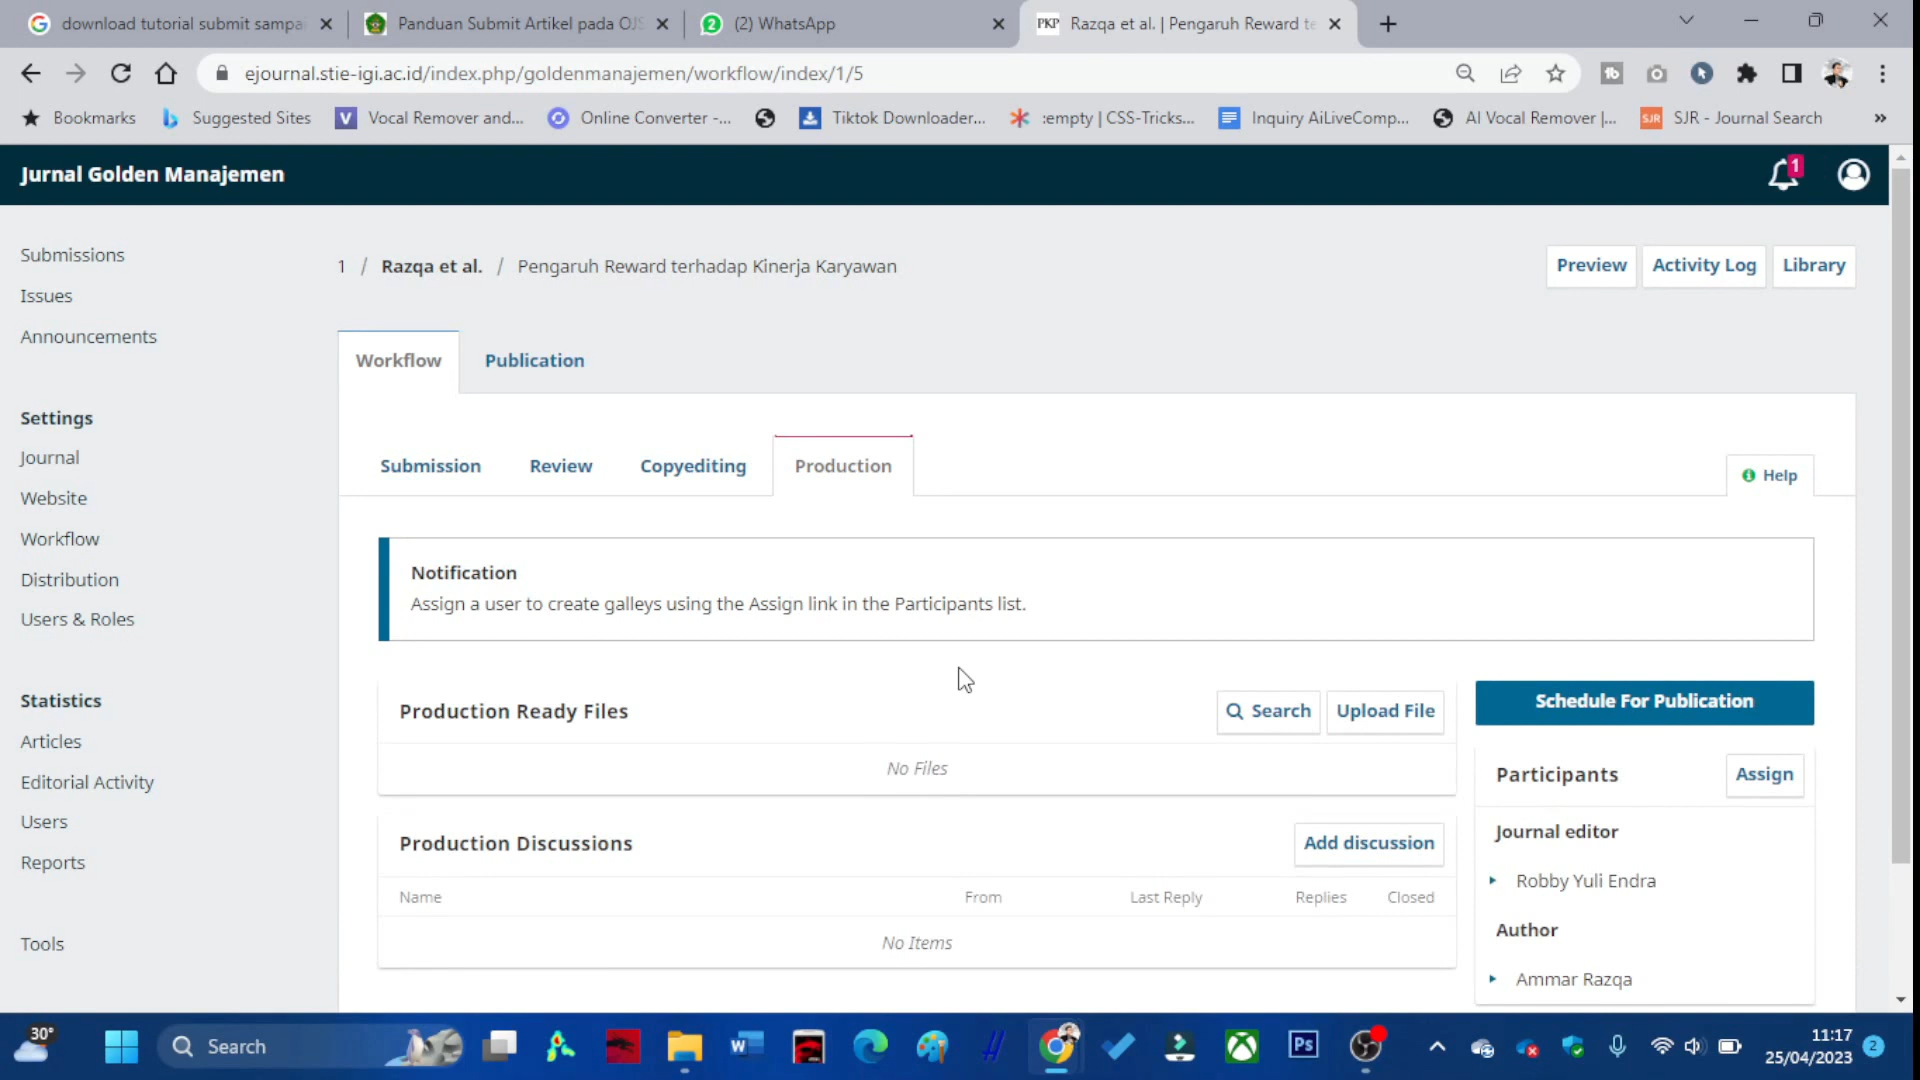 download tutorial submit sampa
Panduan Submit Artikel pada OJS
(2) WhatsApp
PKP Razqa et al. | Pengaruh Reward te
ejournal.stie-igi.ac.id/index.php/goldenmanajemen/workflow/index/1/5
Bookmarks
Suggested Sites
Vocal Remover and...
Online Converter -...
Tiktok Downloader...
:empty | CSS-Tricks...
Inquiry AiLiveComp...
AI Vocal Remover |...
SJR
SJR - Journal Search
»
Jurnal Golden Manajemen
1
Submissions
Issues
Announcements
Settings
Journal
Website
Workflow
Distribution
Users & Roles
Statistics
Articles
Editorial Activity
Users
Reports
Tools
1 / Razqa et al. / Pengaruh Reward terhadap Kinerja Karyawan
Preview
Activity Log
Library
Workflow
Publication
Submission
Review
Copyediting
Production
Help
Notification
Assign a user to create galleys using the Assign link in the Participants list.
Production Ready Files
Search
Upload File
No Files
Production Discussions
Add discussion
Name From Last Reply Replies Closed
No Items
Schedule For Publication
Participants
Assign
Journal editor
Robby Yuli Endra
Author
Ammar Razqa
30°
Search
Ps
11:17
25/04/2023
2